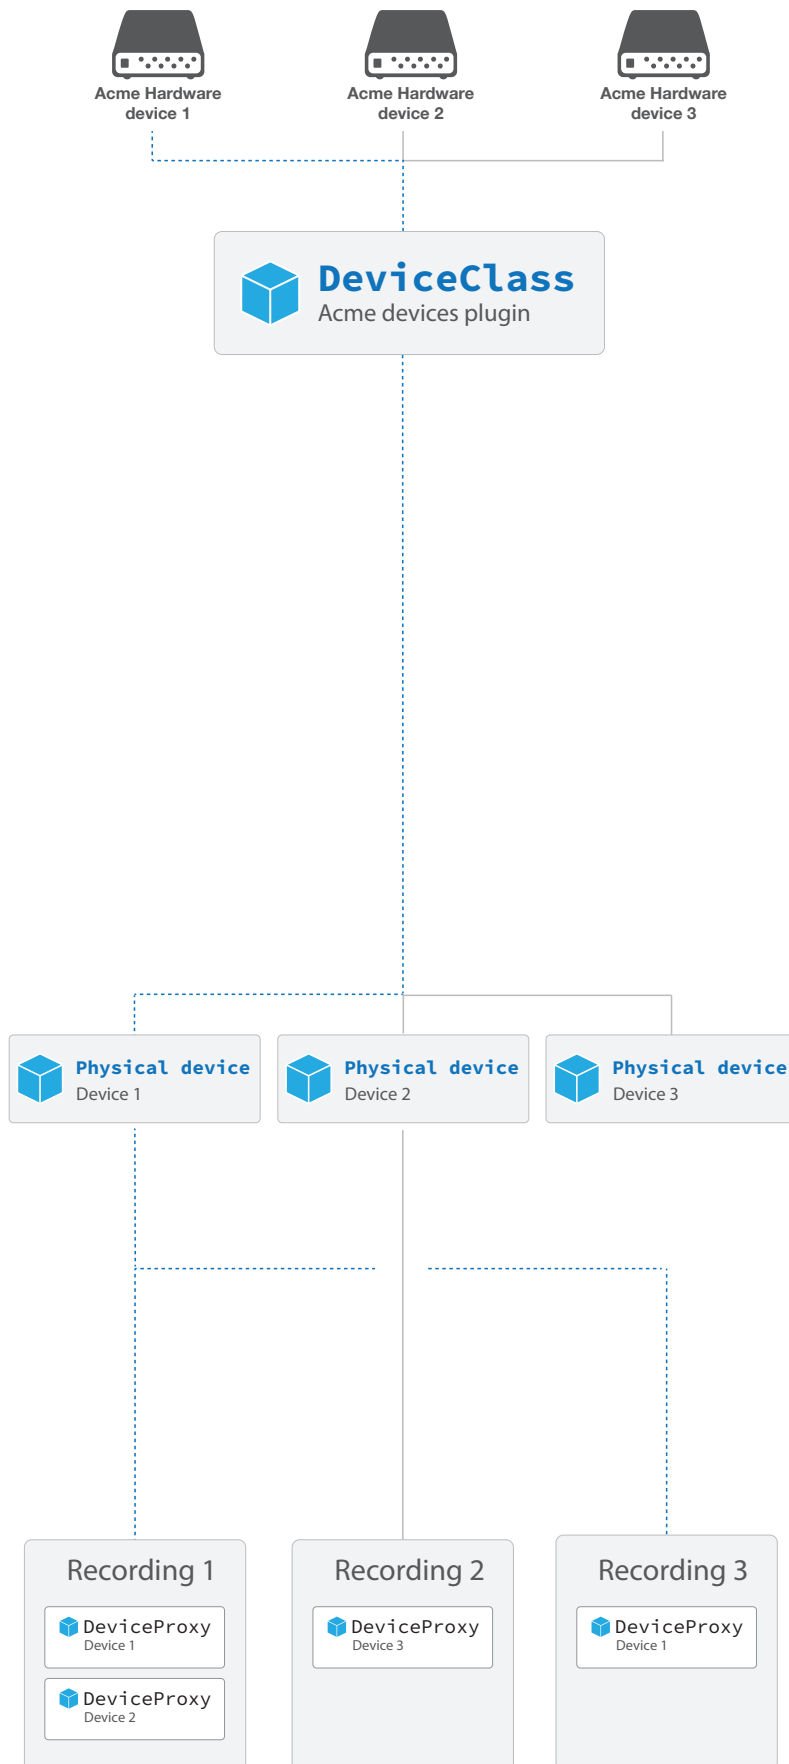 Acme Hardware
device 1
Acme Hardware
device 2
Acme Hardware
device 3
DeviceClass
Acme devices plugin
Physical device
Device 1
Physical device
Device 2
Physical device
Device 3
Recording 1
DeviceProxy
Device 1
DeviceProxy
Device 2
Recording 2
DeviceProxy
Device 3
Recording 3
DeviceProxy
Device 1